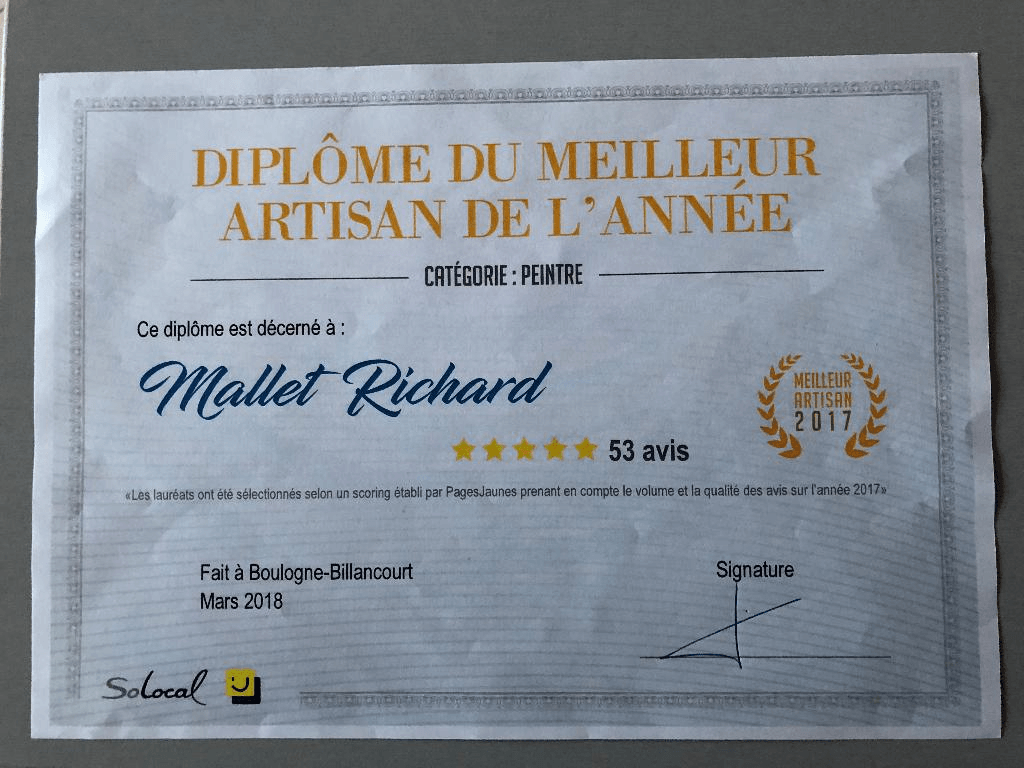 DIPLÔME DU MEILLEUR
ARTISAN DE L'ANNÉE
CATÉGORIE : PEINTRE
Ce diplôme est décerné à :
Mallet Richard
MEILLEUR
ARTISAN
2017
53 avis
«Les lauréats ont été sélectionnés selon un scoring établi par PagesJaunes prenant en compte le volume et la qualité des avis sur l'année 2017»
Fait à Boulogne-Billancourt
Mars 2018
Signature
SoLocal